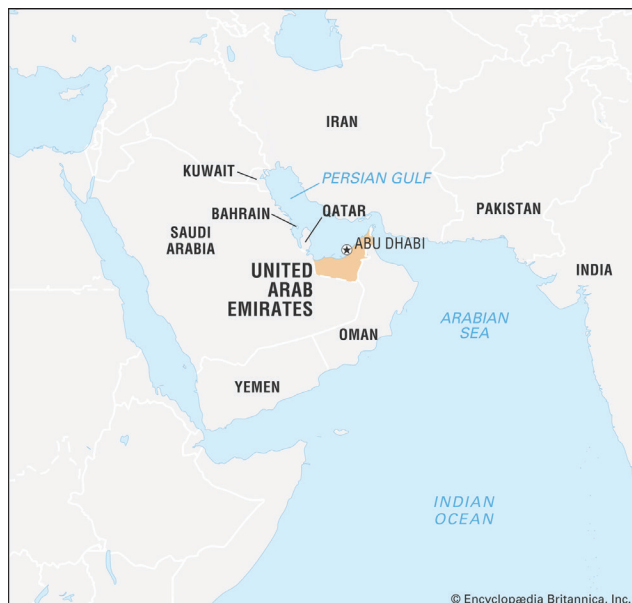 IRAN
KUWAIT
PERSIAN GULF
BAHRAIN
QATAR
PAKISTAN
SAUDI
ARABIA
ABU DHABI
UNITED
ARAB
EMIRATES
INDIA
ARABIAN
SEA
OMAN
YEMEN
INDIAN
OCEAN
© Encyclopædia Britannica, Inc.